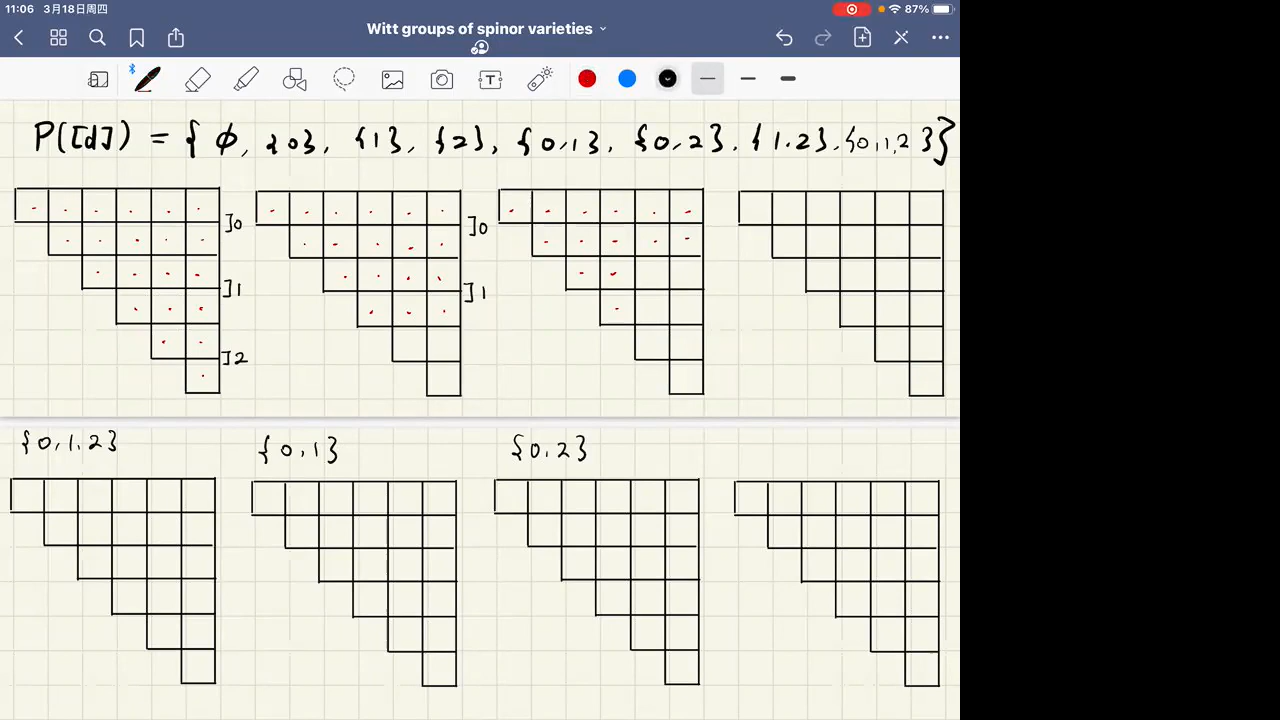 11:06 3月18日周四
87%
Witt groups of spinor varieties
P([d]) = { ϕ, {0}, {1}, {2}, {0,1}, {0,2}, {1.2}, {0,1,2} }
]0 ]0
]1 ]1
]2
{0,1,2} {0,1} {0,2}